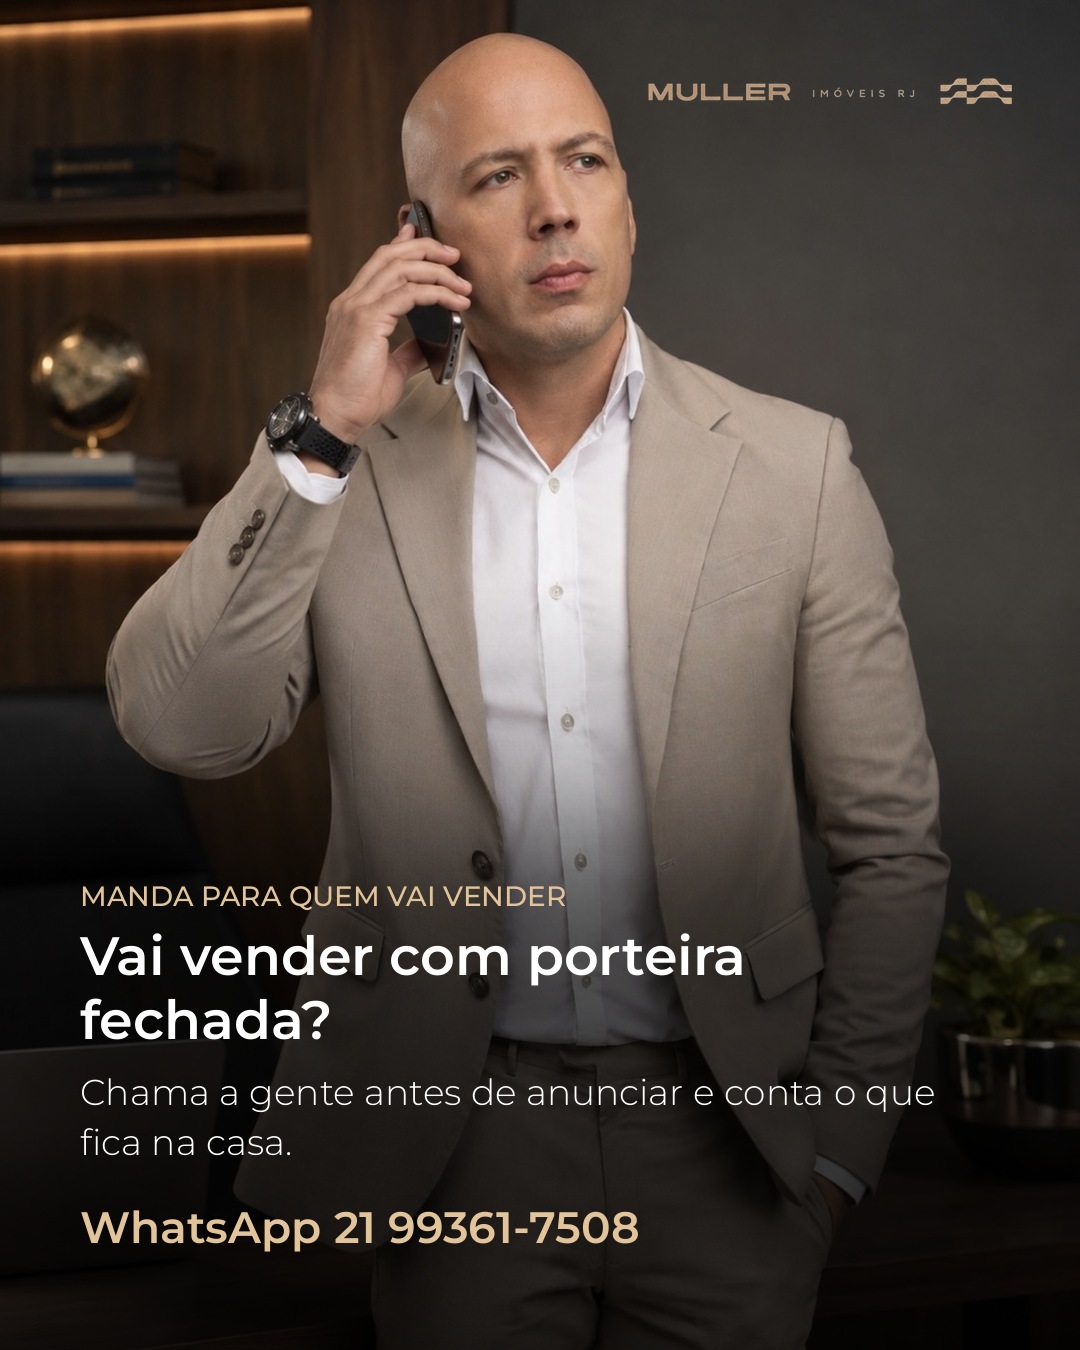 MULLER IMÓVEIS RJ
MANDA PARA QUEM VAI VENDER
Vai vender com porteira
fechada?
Chama a gente antes de anunciar e conta o que
fica na casa.
WhatsApp 21 99361-7508